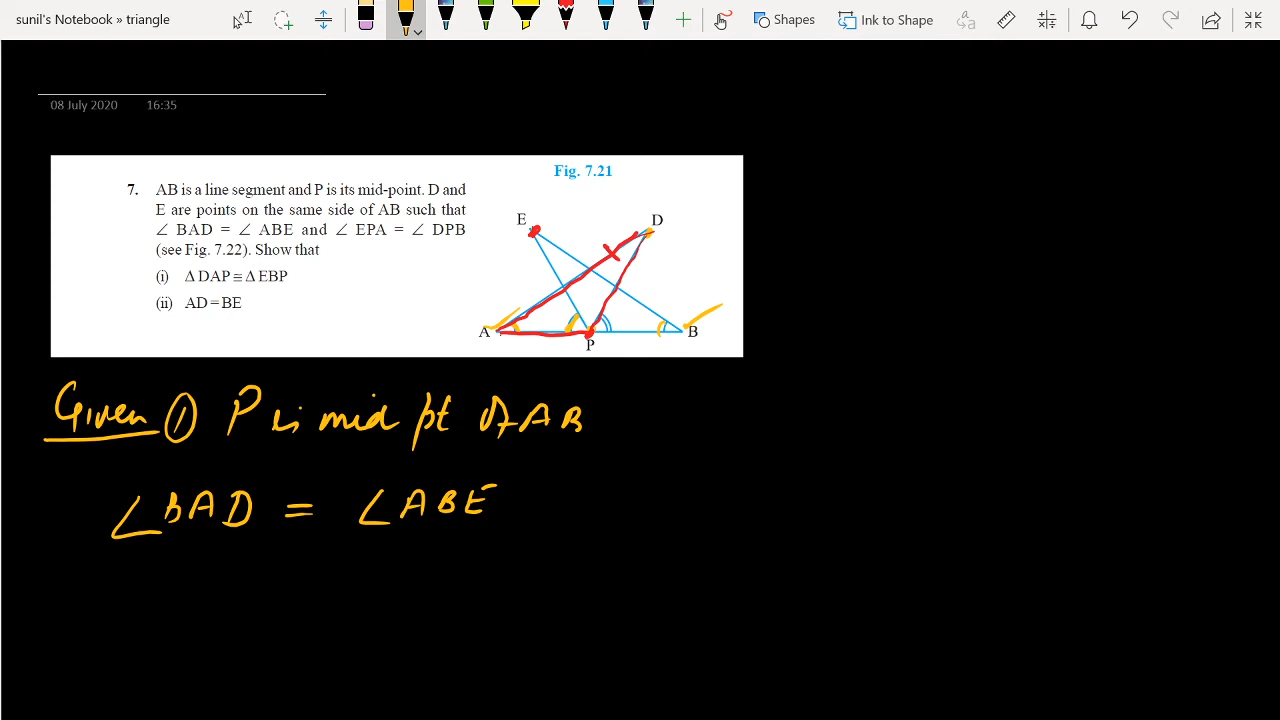 sunil's Notebook » triangle
Shapes
Ink to Shape
08 July 2020 16:35
Fig. 7.21
7. AB is a line segment and P is its mid-point. D and
E are points on the same side of AB such that
∠ BAD = ∠ ABE and ∠ EPA = ∠ DPB
(see Fig. 7.22). Show that
(i) Δ DAP ≅ Δ EBP
(ii) AD = BE
E
D
A
B
P
Given ① P is mid pt of AB
∠BAD = ∠ABE